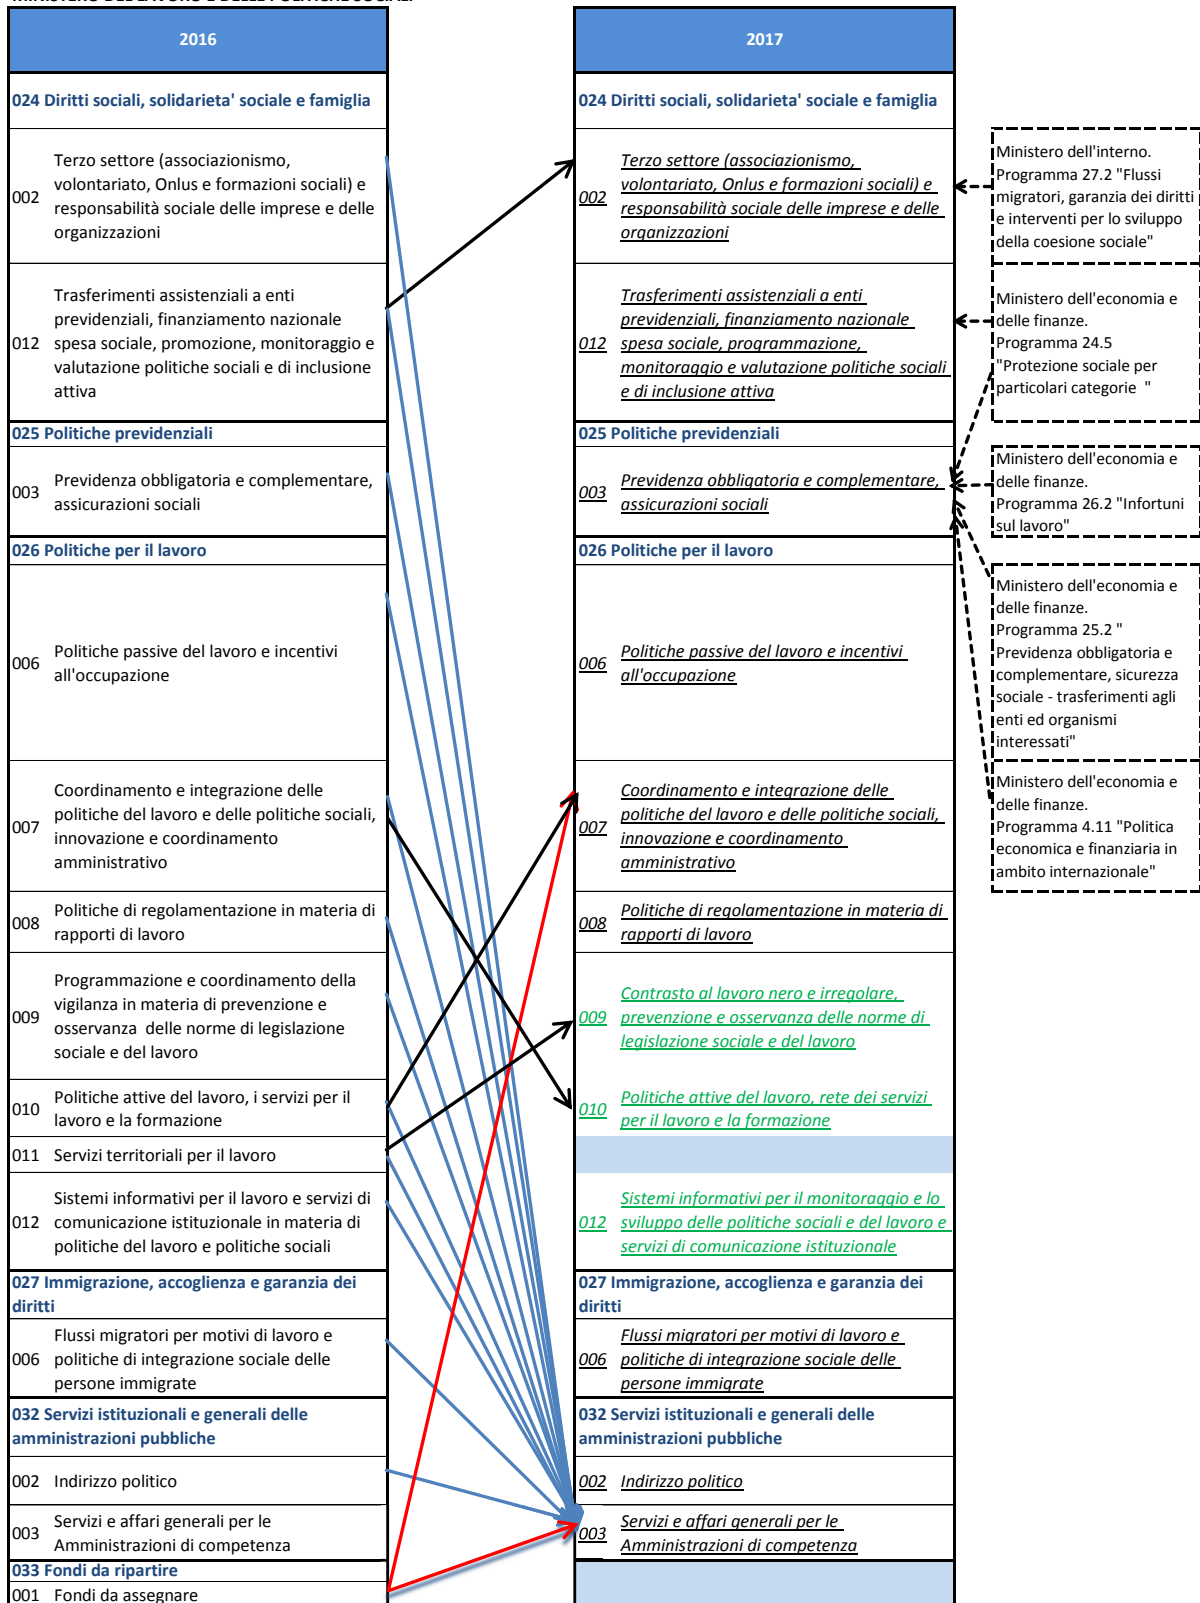 MINISTERO DEL LAVORO E DELLE POLITICHE SOCIALI
2016
024 Diritti sociali, solidarieta' sociale e famiglia
002
Terzo settore (associazionismo,
volontariato, Onlus e formazioni sociali) e
responsabilità sociale delle imprese e delle
organizzazioni
012
Trasferimenti assistenziali a enti
previdenziali, finanziamento nazionale
spesa sociale, promozione, monitoraggio e
valutazione politiche sociali e di inclusione
attiva
025 Politiche previdenziali
003
Previdenza obbligatoria e complementare,
assicurazioni sociali
026 Politiche per il lavoro
006
Politiche passive del lavoro e incentivi
all'occupazione
007
Coordinamento e integrazione delle
politiche del lavoro e delle politiche sociali,
innovazione e coordinamento
amministrativo
008
Politiche di regolamentazione in materia di
rapporti di lavoro
009
Programmazione e coordinamento della
vigilanza in materia di prevenzione e
osservanza  delle norme di legislazione
sociale e del lavoro
010
Politiche attive del lavoro, i servizi per il
lavoro e la formazione
011 Servizi territoriali per il lavoro
012
Sistemi informativi per il lavoro e servizi di
comunicazione istituzionale in materia di
politiche del lavoro e politiche sociali
027 Immigrazione, accoglienza e garanzia dei
diritti
006
Flussi migratori per motivi di lavoro e
politiche di integrazione sociale delle
persone immigrate
032 Servizi istituzionali e generali delle
amministrazioni pubbliche
002 Indirizzo politico
003
Servizi e affari generali per le
Amministrazioni di competenza
033 Fondi da ripartire
001 Fondi da assegnare
2017
024 Diritti sociali, solidarieta' sociale e famiglia
002
Terzo settore (associazionismo,
volontariato, Onlus e formazioni sociali) e
responsabilità sociale delle imprese e delle
organizzazioni
012
Trasferimenti assistenziali a enti
previdenziali, finanziamento nazionale
spesa sociale, programmazione,
monitoraggio e valutazione politiche sociali
e di inclusione attiva
025 Politiche previdenziali
003
Previdenza obbligatoria e complementare,
assicurazioni sociali
026 Politiche per il lavoro
006
Politiche passive del lavoro e incentivi
all'occupazione
007
Coordinamento e integrazione delle
politiche del lavoro e delle politiche sociali,
innovazione e coordinamento
amministrativo
008
Politiche di regolamentazione in materia di
rapporti di lavoro
009
Contrasto al lavoro nero e irregolare,
prevenzione e osservanza delle norme di
legislazione sociale e del lavoro
010
Politiche attive del lavoro, rete dei servizi
per il lavoro e la formazione
012
Sistemi informativi per il monitoraggio e lo
sviluppo delle politiche sociali e del lavoro e
servizi di comunicazione istituzionale
027 Immigrazione, accoglienza e garanzia dei
diritti
006
Flussi migratori per motivi di lavoro e
politiche di integrazione sociale delle
persone immigrate
032 Servizi istituzionali e generali delle
amministrazioni pubbliche
002 Indirizzo politico
003
Servizi e affari generali per le
Amministrazioni di competenza
Ministero dell'interno.
Programma 27.2 "Flussi
migratori, garanzia dei diritti
e interventi per lo sviluppo
della coesione sociale"
Ministero dell'economia e
delle finanze.
Programma 24.5
"Protezione sociale per
particolari categorie  "
Ministero dell'economia e
delle finanze.
Programma 26.2 "Infortuni
sul lavoro"
Ministero dell'economia e
delle finanze.
Programma 25.2 "
Previdenza obbligatoria e
complementare, sicurezza
sociale - trasferimenti agli
enti ed organismi
interessati"
Ministero dell'economia e
delle finanze.
Programma 4.11 "Politica
economica e finanziaria in
ambito internazionale"